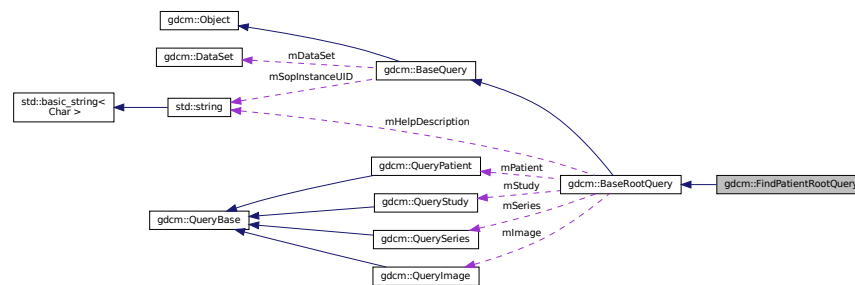 gdcm::Object
gdcm::DataSet
mDataSet
gdcm::BaseQuery
mSopInstanceUID
std::basic_string<
Char >
std::string
mHelpDescription
gdcm::QueryPatient
mPatient
gdcm::BaseRootQuery
gdcm::FindPatientRootQuery
mStudy
gdcm::QueryStudy
mSeries
gdcm::QueryBase
mImage
gdcm::QuerySeries
gdcm::QueryImage